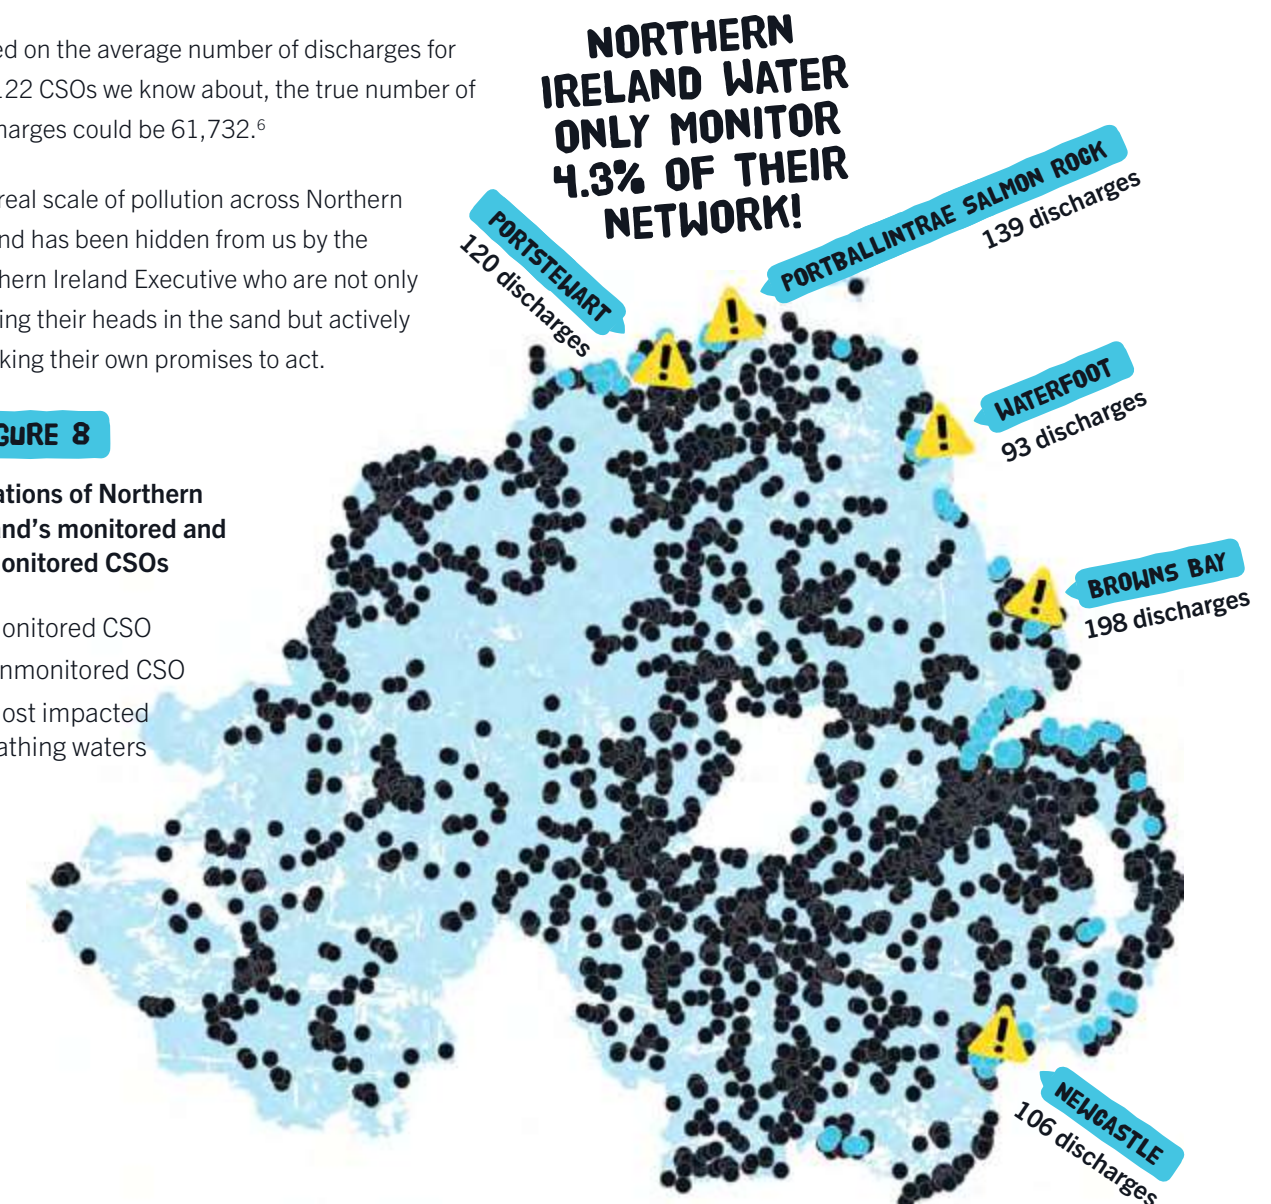 ed on the average number of discharges for
122 CSOs we know about, the true number of
harges could be 61,732.6
real scale of pollution across Northern
nd has been hidden from us by the
hern Ireland Executive who are not only
ing their heads in the sand but actively
king their own promises to act.
GURE 8
ations of Northern
nd's monitored and
onitored CSOs
onitored CSO
nmonitored CSO
ost impacted
athing waters
NORTHERN
IRELAND WATER
ONLY MONITOR
4.3% OF THEIR
NETWORK!
PORTSTEWART
120 discharges
PORTBALLINTRAE SALMON ROCK
139 discharges
WATERFOOT
93 discharges
BROWNS BAY
198 discharges
NEWCASTLE
106 discharges